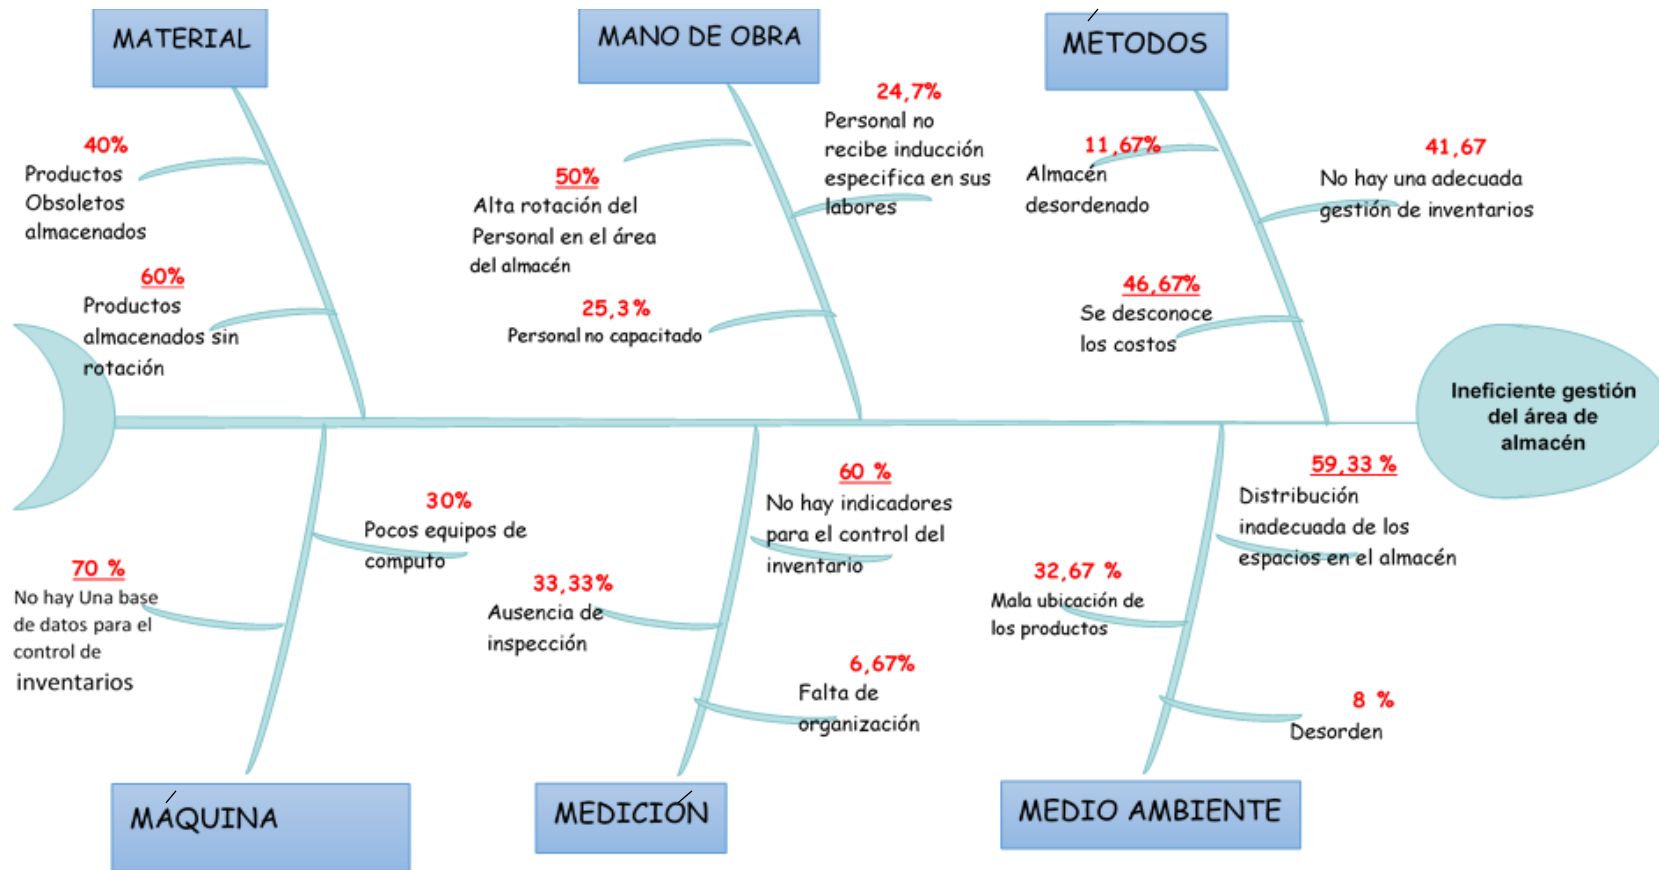 MATERIAL
40%
Productos
Obsoletos
almacenados
60%
Productos
almacenados sin
rotación
MANO DE OBRA
24,7%
Personal no
recibe inducción
especifica en sus
labores
50%
Alta rotación del
Personal en el área
del almacén
25,3%
Personal no capacitado
MÉTODOS
11,67%
Almacén
desordenado
41,67
No hay una adecuada
gestión de inventarios
46,67%
Se desconoce
los costos
Ineficiente gestión
del área de
almacén
30%
Pocos equipos de
computo
70 %
No hay Una base
de datos para el
control de
inventarios
MÁQUINA
60 %
No hay indicadores
para el control del
inventario
33,33%
Ausencia de
inspección
6,67%
Falta de
organización
MEDICIÓN
59,33 %
Distribución
inadecuada de los
espacios en el almacén
32,67 %
Mala ubicación de
los productos
8 %
Desorden
MEDIO AMBIENTE